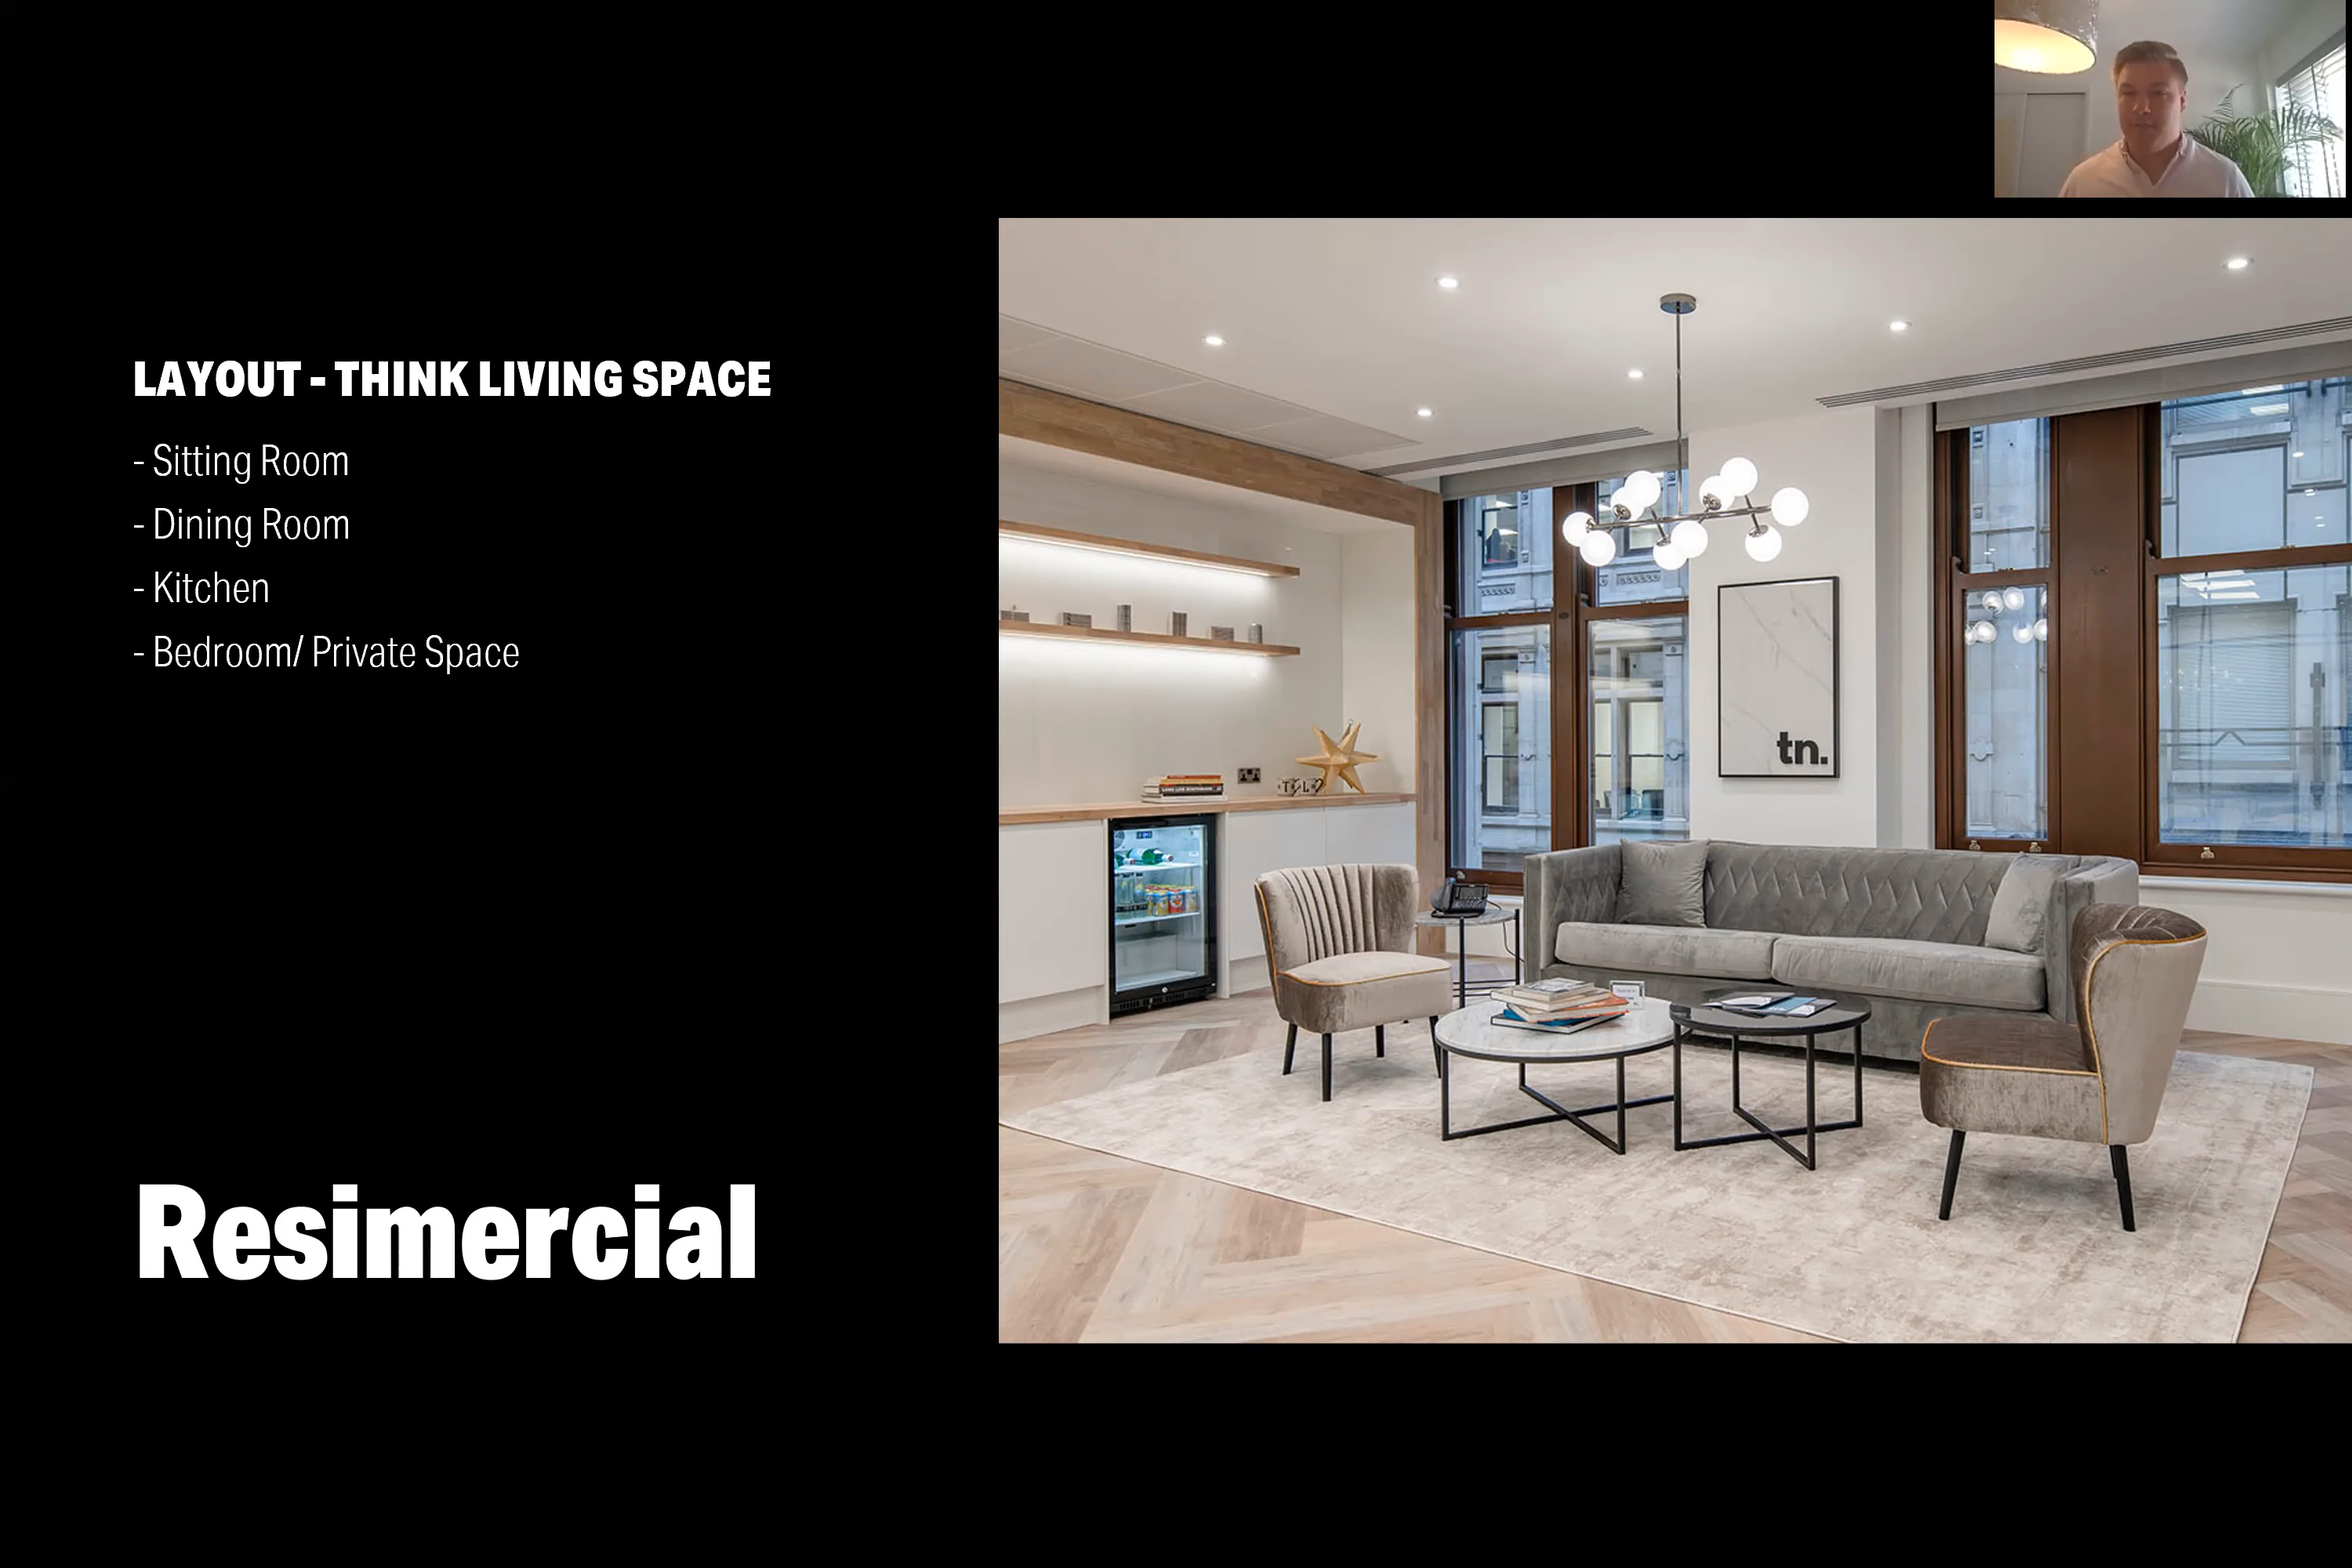 LAYOUT - THINK LIVING SPACE
- Sitting Room
- Dining Room
- Kitchen
- Bedroom/ Private Space
Resimercial
tn.